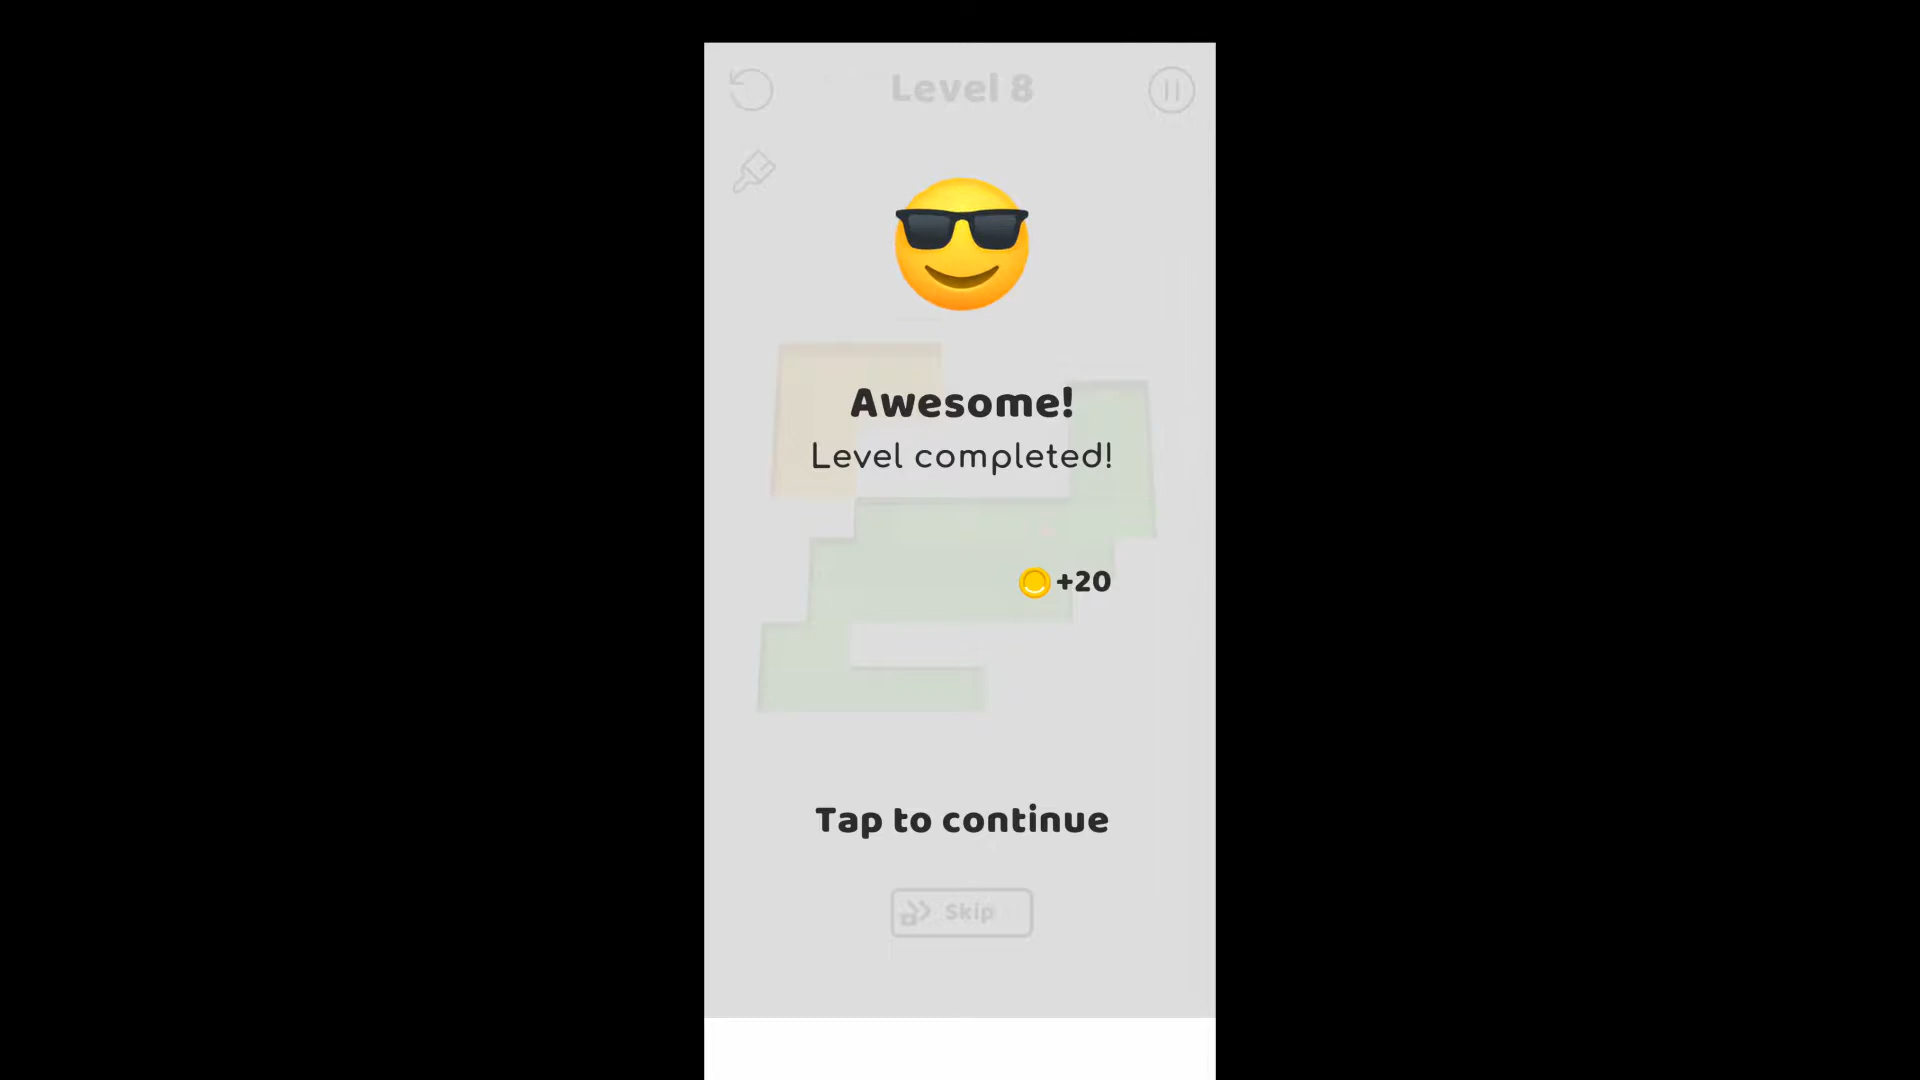 Level 8
Awesome!
Level completed!
+20
Tap to continue
Skip